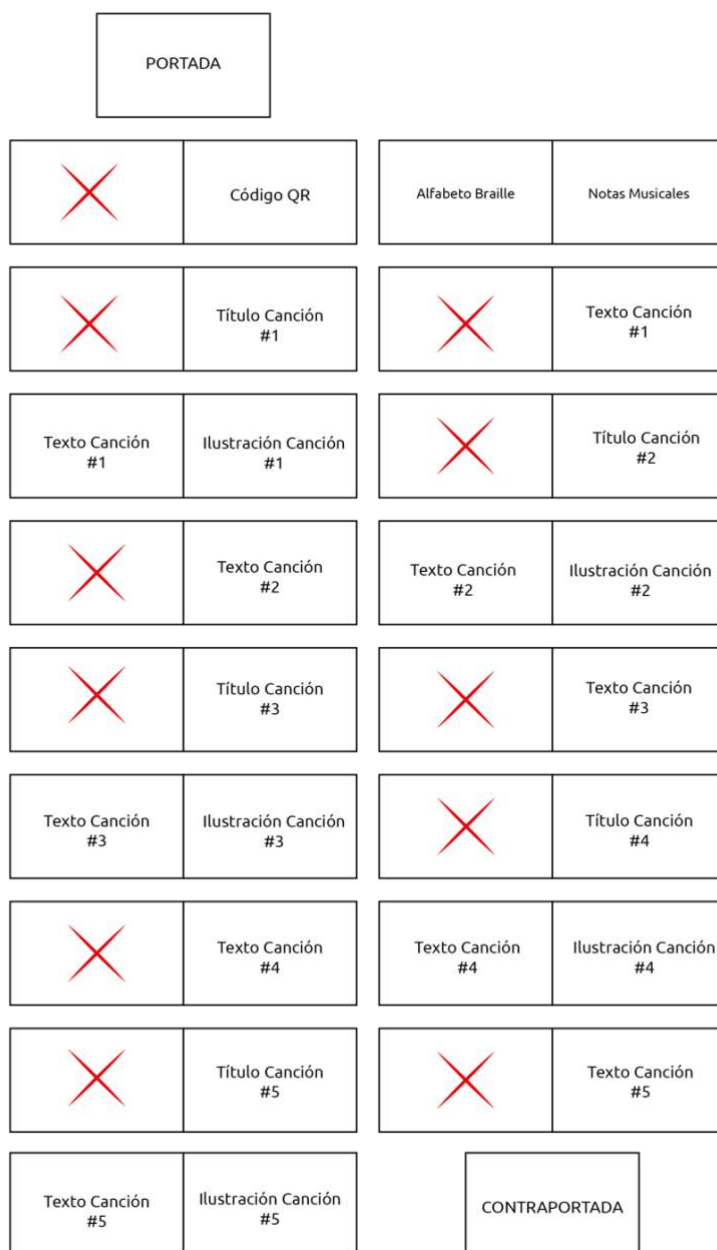 PORTADA
Código QR
Alfabeto Braille
Notas Musicales
Título Canción
#1
Texto Canción
#1
Texto Canción
#1
Ilustración Canción
#1
Título Canción
#2
Texto Canción
#2
Texto Canción
#2
Ilustración Canción
#2
Título Canción
#3
Texto Canción
#3
Texto Canción
#3
Ilustración Canción
#3
Título Canción
#4
Texto Canción
#4
Texto Canción
#4
Ilustración Canción
#4
Título Canción
#5
Texto Canción
#5
Texto Canción
#5
Ilustración Canción
#5
CONTRAPORTADA